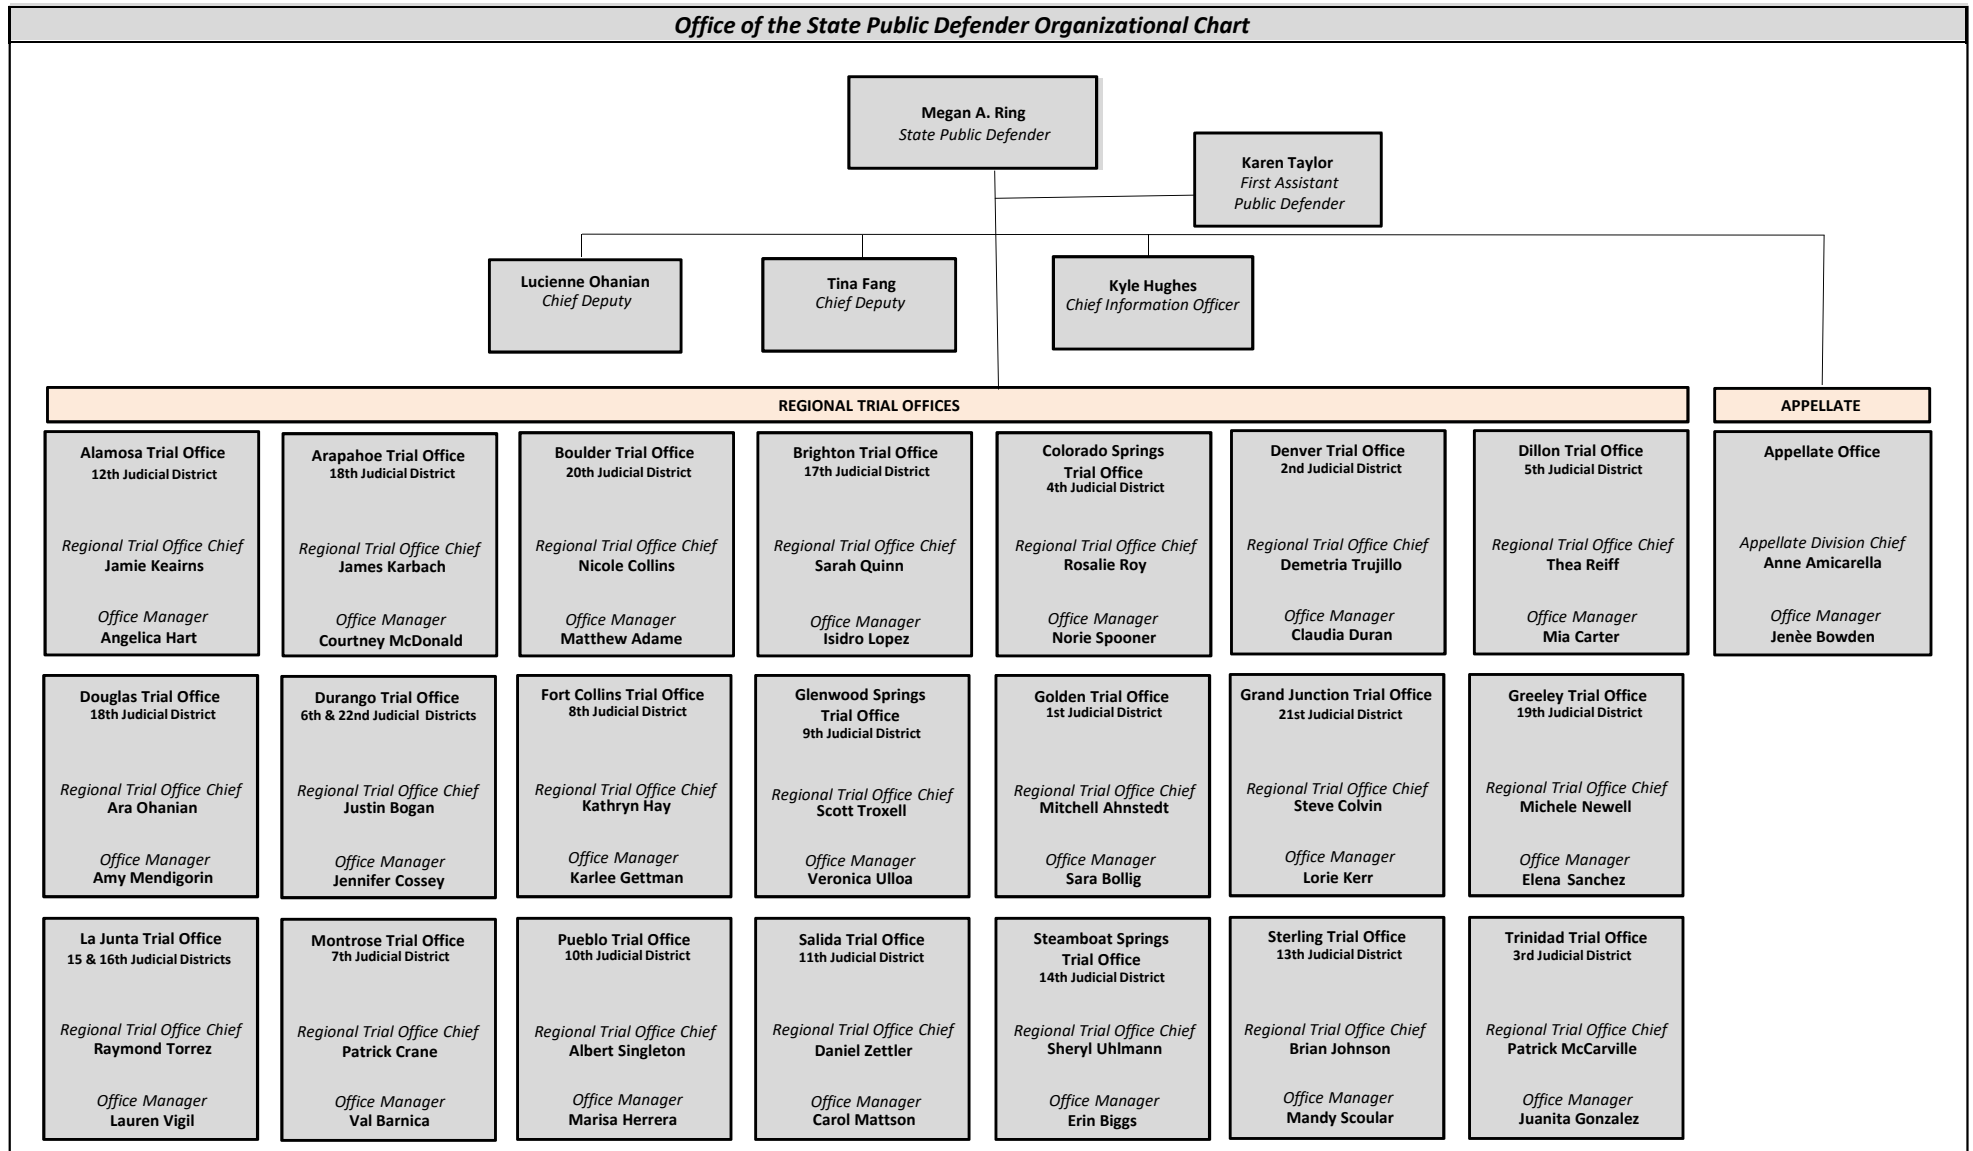 Office of the State Public Defender Organizational Chart
Megan A. Ring
State Public Defender
Karen Taylor
First Assistant
Public Defender
Lucienne Ohanian
Chief Deputy
Tina Fang
Chief Deputy
Kyle Hughes
Chief Information Officer
REGIONAL TRIAL OFFICES
APPELLATE
Alamosa Trial Office
12th Judicial District
Regional Trial Office Chief
Jamie Keairns
Office Manager
Angelica Hart
Arapahoe Trial Office
18th Judicial District
Regional Trial Office Chief
James Karbach
Office Manager
Courtney McDonald
Boulder Trial Office
20th Judicial District
Regional Trial Office Chief
Nicole Collins
Office Manager
Matthew Adame
Brighton Trial Office
17th Judicial District
Regional Trial Office Chief
Sarah Quinn
Office Manager
Isidro Lopez
Colorado Springs
Trial Office
4th Judicial District
Regional Trial Office Chief
Rosalie Roy
Office Manager
Norie Spooner
Denver Trial Office
2nd Judicial District
Regional Trial Office Chief
Demetria Trujillo
Office Manager
Claudia Duran
Dillon Trial Office
5th Judicial District
Regional Trial Office Chief
Thea Reiff
Office Manager
Mia Carter
Appellate Office
Appellate Division Chief
Anne Amicarella
Office Manager
Jenèe Bowden
Douglas Trial Office
18th Judicial District
Regional Trial Office Chief
Ara Ohanian
Office Manager
Amy Mendigorin
Durango Trial Office
6th & 22nd Judicial Districts
Regional Trial Office Chief
Justin Bogan
Office Manager
Jennifer Cossey
Fort Collins Trial Office
8th Judicial District
Regional Trial Office Chief
Kathryn Hay
Office Manager
Karlee Gettman
Glenwood Springs
Trial Office
9th Judicial District
Regional Trial Office Chief
Scott Troxell
Office Manager
Veronica Ulloa
Golden Trial Office
1st Judicial District
Regional Trial Office Chief
Mitchell Ahnstedt
Office Manager
Sara Bollig
Grand Junction Trial Office
21st Judicial District
Regional Trial Office Chief
Steve Colvin
Office Manager
Lorie Kerr
Greeley Trial Office
19th Judicial District
Regional Trial Office Chief
Michele Newell
Office Manager
Elena Sanchez
La Junta Trial Office
15 & 16th Judicial Districts
Regional Trial Office Chief
Raymond Torrez
Office Manager
Lauren Vigil
Montrose Trial Office
7th Judicial District
Regional Trial Office Chief
Patrick Crane
Office Manager
Val Barnica
Pueblo Trial Office
10th Judicial District
Regional Trial Office Chief
Albert Singleton
Office Manager
Marisa Herrera
Salida Trial Office
11th Judicial District
Regional Trial Office Chief
Daniel Zettler
Office Manager
Carol Mattson
Steamboat Springs
Trial Office
14th Judicial District
Regional Trial Office Chief
Sheryl Uhlmann
Office Manager
Erin Biggs
Sterling Trial Office
13th Judicial District
Regional Trial Office Chief
Brian Johnson
Office Manager
Mandy Scoular
Trinidad Trial Office
3rd Judicial District
Regional Trial Office Chief
Patrick McCarville
Office Manager
Juanita Gonzalez